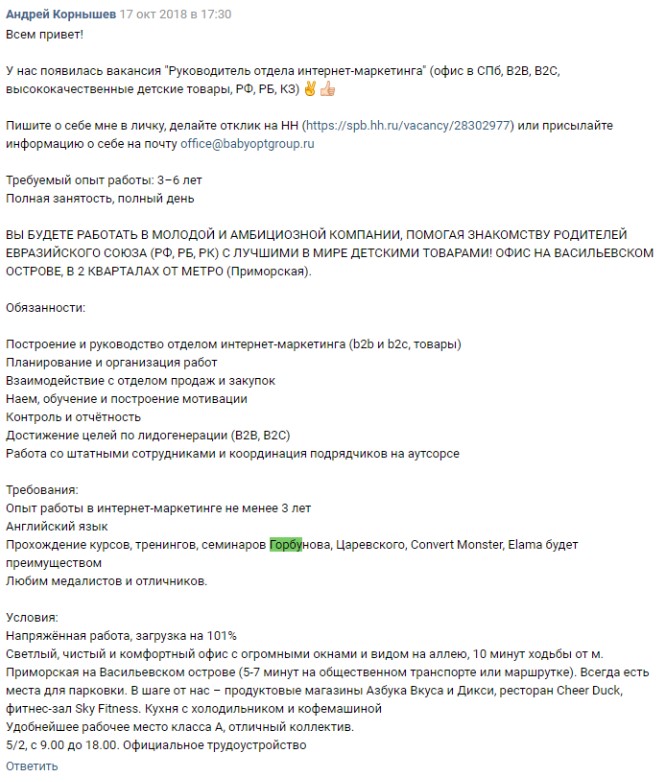 Андрей Корнышев 17 окт 2018 в 17:30
Всем привет!
У нас появилась вакансия "Руководитель отдела интернет-маркетинга" (офис в СПб, B2B, B2C,
высококачественные детские товары, РФ, РБ, КЗ) ✌👍
Пишите о себе мне в личку, делайте отклик на HH (https://spb.hh.ru/vacancy/28302977) или присылайте
информацию о себе на почту office@babyoptgroup.ru
Требуемый опыт работы: 3–6 лет
Полная занятость, полный день
ВЫ БУДЕТЕ РАБОТАТЬ В МОЛОДОЙ И АМБИЦИОЗНОЙ КОМПАНИИ, ПОМОГАЯ ЗНАКОМСТВУ РОДИТЕЛЕЙ
ЕВРАЗИЙСКОГО СОЮЗА (РФ, РБ, РК) С ЛУЧШИМИ В МИРЕ ДЕТСКИМИ ТОВАРАМИ! ОФИС НА ВАСИЛЬЕВСКОМ
ОСТРОВЕ, В 2 КВАРТАЛАХ ОТ МЕТРО (Приморская).
Обязанности:
Построение и руководство отделом интернет-маркетинга (b2b и b2c, товары)
Планирование и организация работ
Взаимодействие с отделом продаж и закупок
Наем, обучение и построение мотивации
Контроль и отчётность
Достижение целей по лидогенерации (B2B, B2C)
Работа со штатными сотрудниками и координация подрядчиков на аутсорсе
Требования:
Опыт работы в интернет-маркетинге не менее 3 лет
Английский язык
Прохождение курсов, тренингов, семинаров Горбунова, Царевского, Convert Monster, Elama будет
преимуществом
Любим медалистов и отличников.
Условия:
Напряжённая работа, загрузка на 101%
Светлый, чистый и комфортный офис с огромными окнами и видом на аллею, 10 минут ходьбы от м.
Приморская на Васильевском острове (5-7 минут на общественном транспорте или маршрутке). Всегда есть
места для парковки. В шаге от нас – продуктовые магазины Азбука Вкуса и Дикси, ресторан Cheer Duck,
фитнес-зал Sky Fitness. Кухня с холодильником и кофемашиной
Удобнейшее рабочее место класса А, отличный коллектив.
5/2, с 9.00 до 18.00. Официальное трудоустройство
Ответить